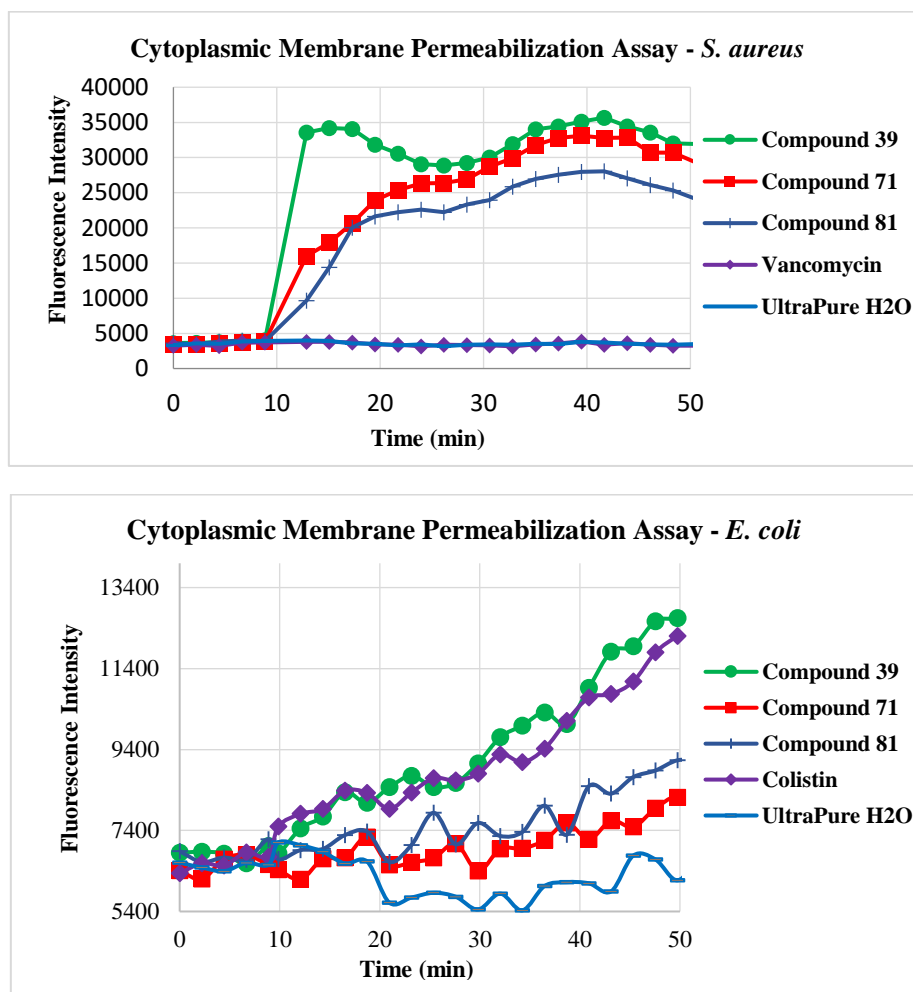 Cytoplasmic Membrane Permeabilization Assay - S. aureus
Fluorescence Intensity
40000
35000
30000
25000
20000
15000
10000
5000
0
0 10 20 30 40 50
Time (min)
Compound 39
Compound 71
Compound 81
Vancomycin
UltraPure H2O
Cytoplasmic Membrane Permeabilization Assay - E. coli
Fluorescence Intensity
13400
11400
9400
7400
5400
0 10 20 30 40 50
Time (min)
Compound 39
Compound 71
Compound 81
Colistin
UltraPure H2O